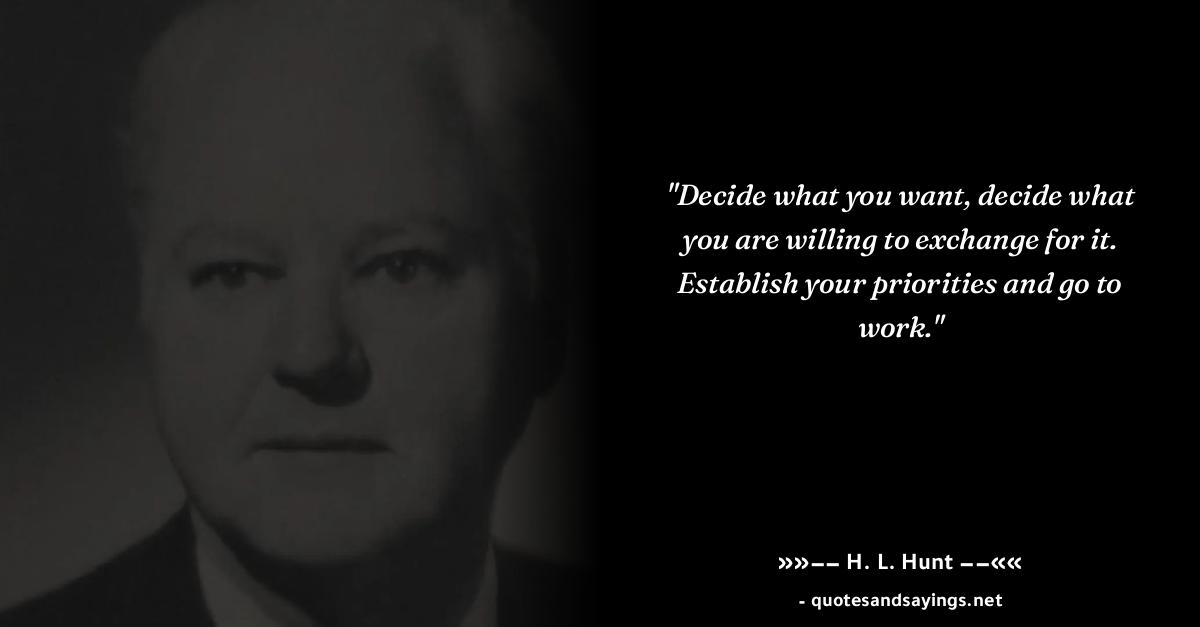 "Decide what you want, decide what
you are willing to exchange for it.
Establish your priorities and go to
work."
»»−− H. L. Hunt −−««
- quotesandsayings.net